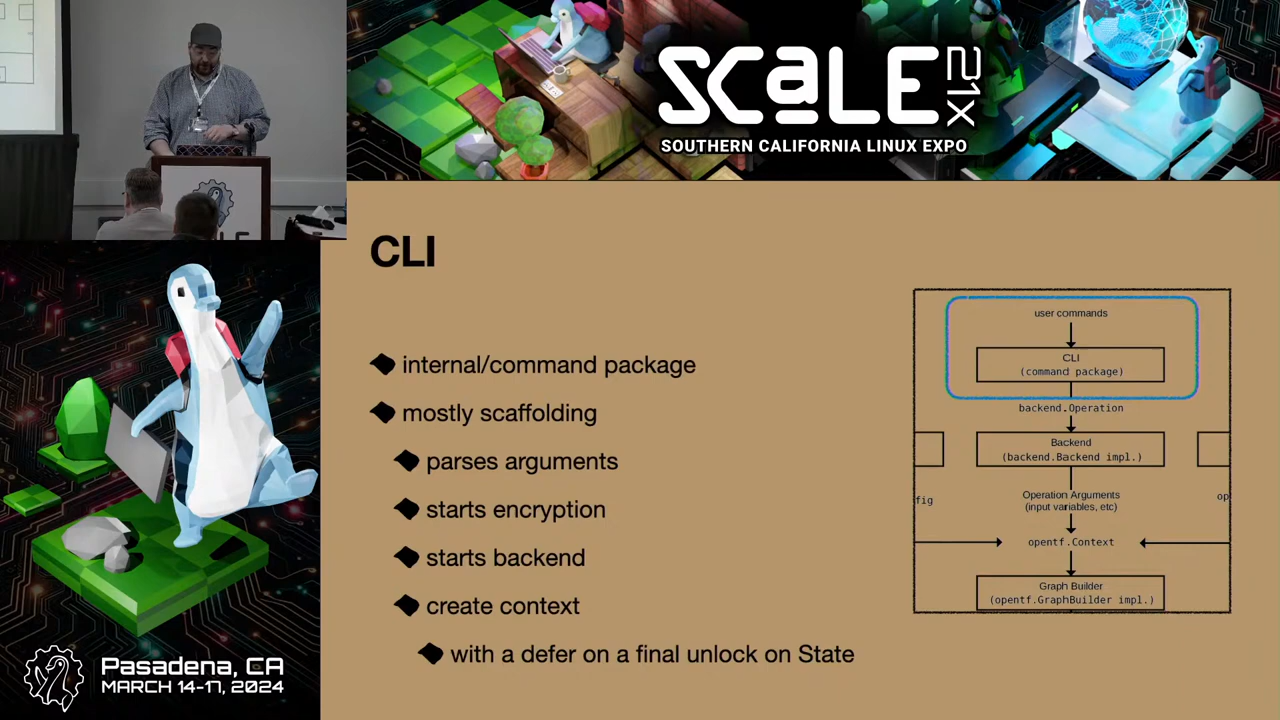 SCaLE 21X
SOUTHERN CALIFORNIA LINUX EXPO
CLI
internal/command package
mostly scaffolding
parses arguments
starts encryption
starts backend
create context
with a defer on a final unlock on State
user commands
CLI
(command package)
backend.Operation
Backend
(backend.Backend impl.)
fig
Operation Arguments
(input variables, etc)
op
opentf.Context
Graph Builder
(opentf.GraphBuilder impl.)
Pasadena, CA
MARCH 14-17, 2024